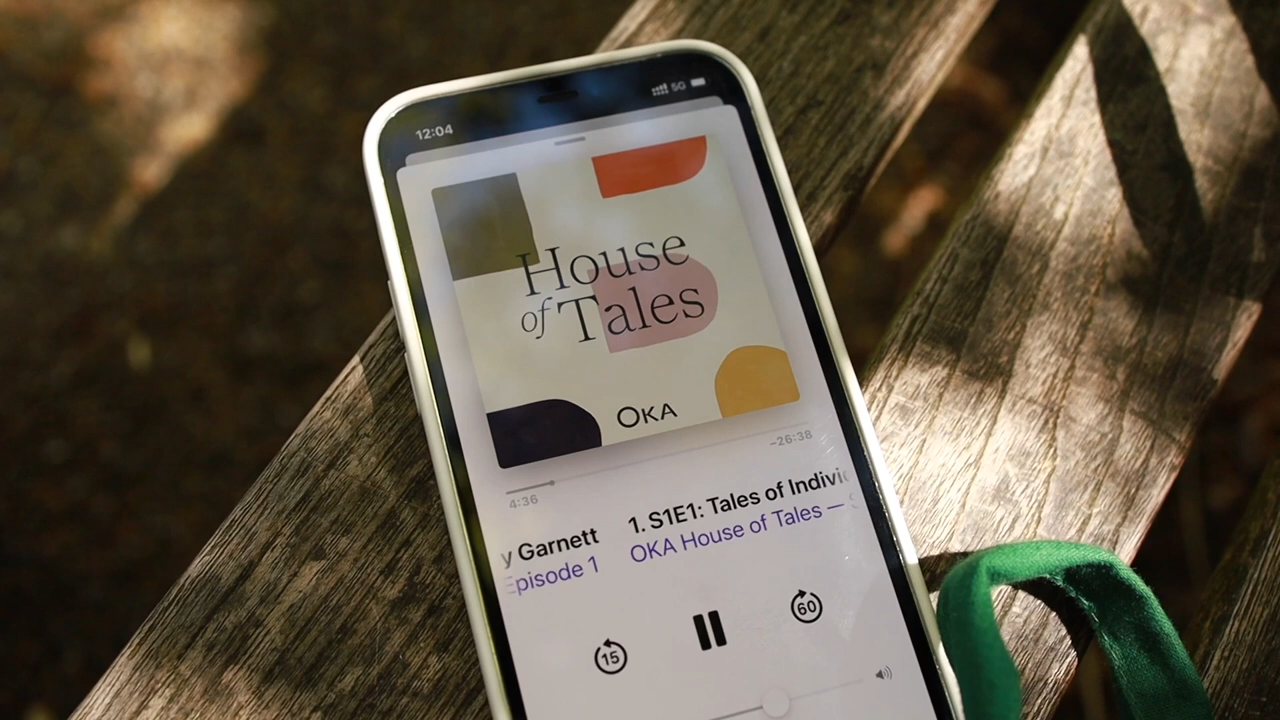 12:04
5G
House
of Tales
OKA
4:36
-26:38
y Garnett
Episode 1
1. S1E1: Tales of Indivi
OKA House of Tales —
15
60